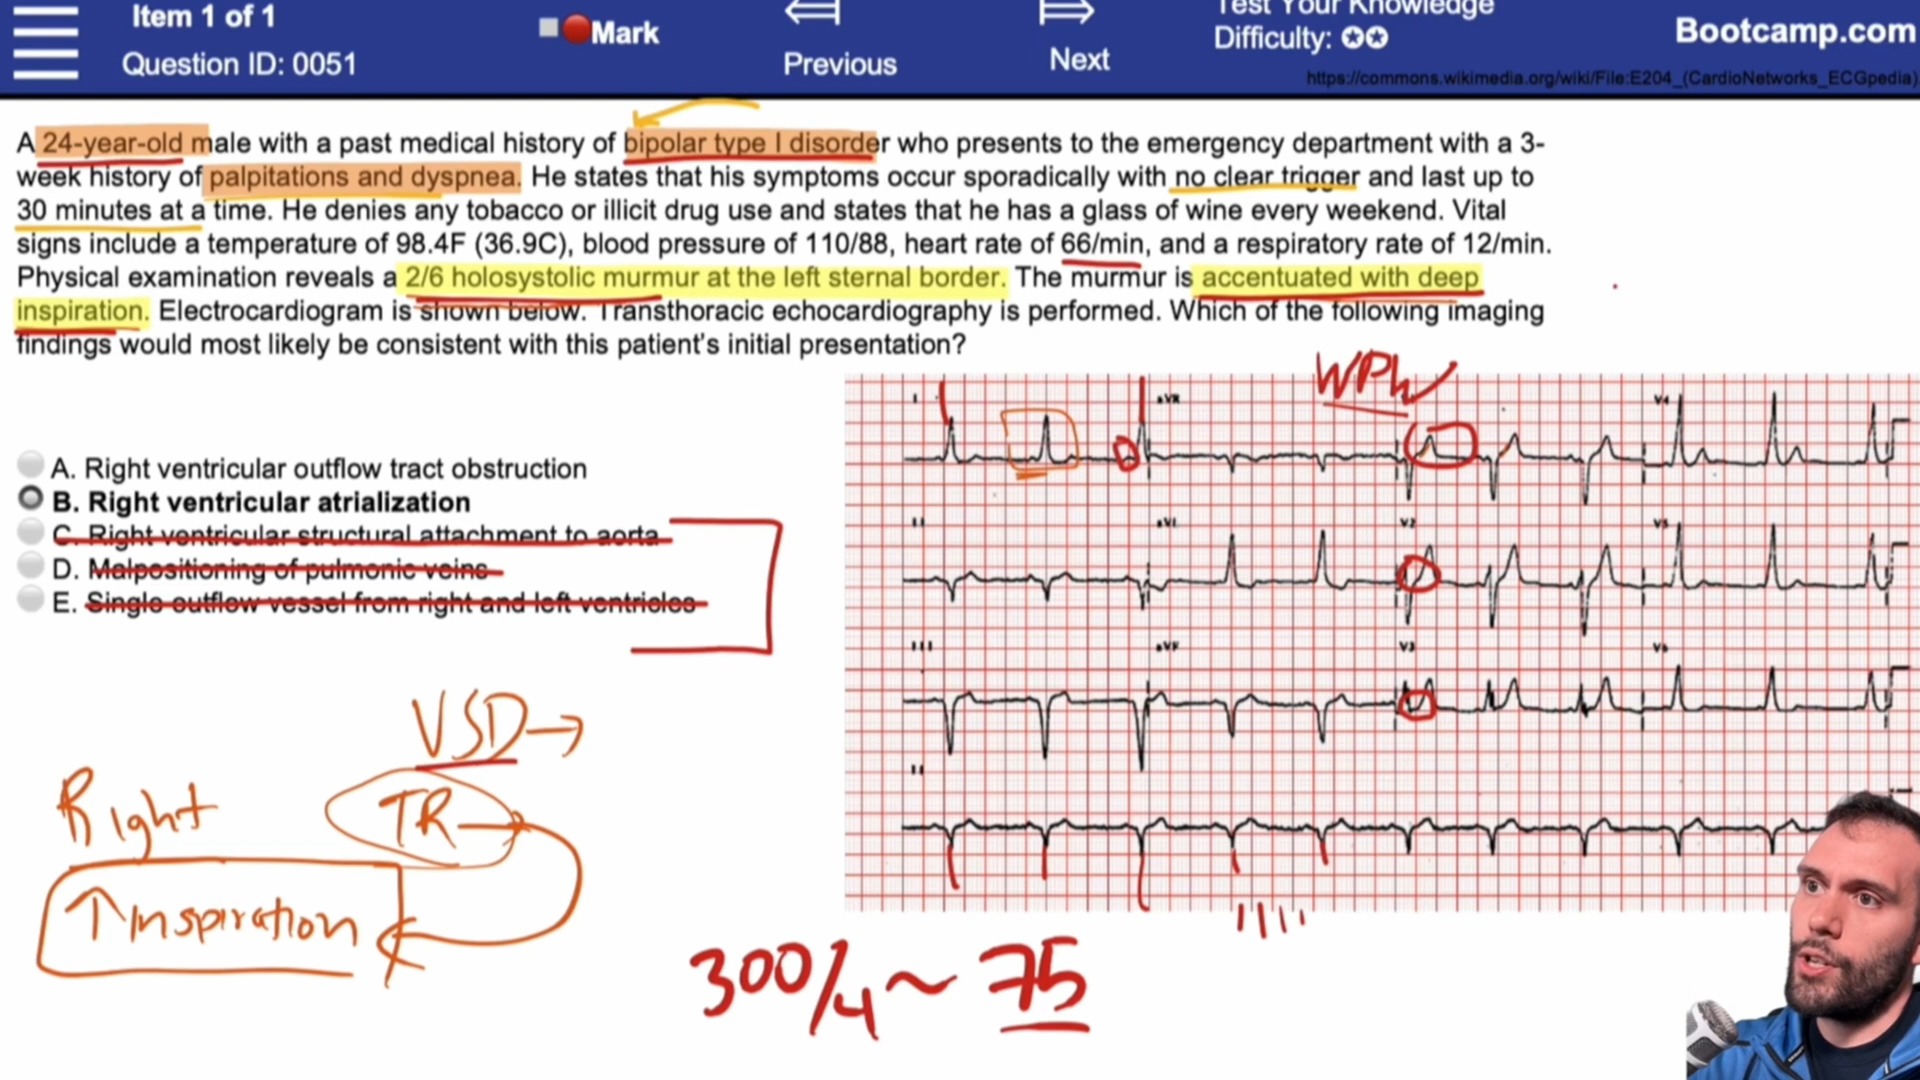 Item 1 of 1
Question ID: 0051
Mark
Previous
Next
Test Your Knowledge
Difficulty:
Bootcamp.com
https://commons.wikimedia.org/wiki/File:E204_(CardioNetworks_ECGpedia)
A 24-year-old male with a past medical history of bipolar type I disorder who presents to the emergency department with a 3-
week history of palpitations and dyspnea. He states that his symptoms occur sporadically with no clear trigger and last up to
30 minutes at a time. He denies any tobacco or illicit drug use and states that he has a glass of wine every weekend. Vital
signs include a temperature of 98.4F (36.9C), blood pressure of 110/88, heart rate of 66/min, and a respiratory rate of 12/min.
Physical examination reveals a 2/6 holosystolic murmur at the left sternal border. The murmur is accentuated with deep
inspiration. Electrocardiogram is shown below. Transthoracic echocardiography is performed. Which of the following imaging
findings would most likely be consistent with this patient's initial presentation?
A. Right ventricular outflow tract obstruction
B. Right ventricular atrialization
C. Right ventricular structural attachment to aorta
D. Malpositioning of pulmonic veins
E. Single outflow vessel from right and left ventricles
WPW
I
aVR
V4
II
aVL
V2
V5
III
aVF
V3
V6
II
VSD
TR
Right
↑Inspiration
300/4 ~ 75